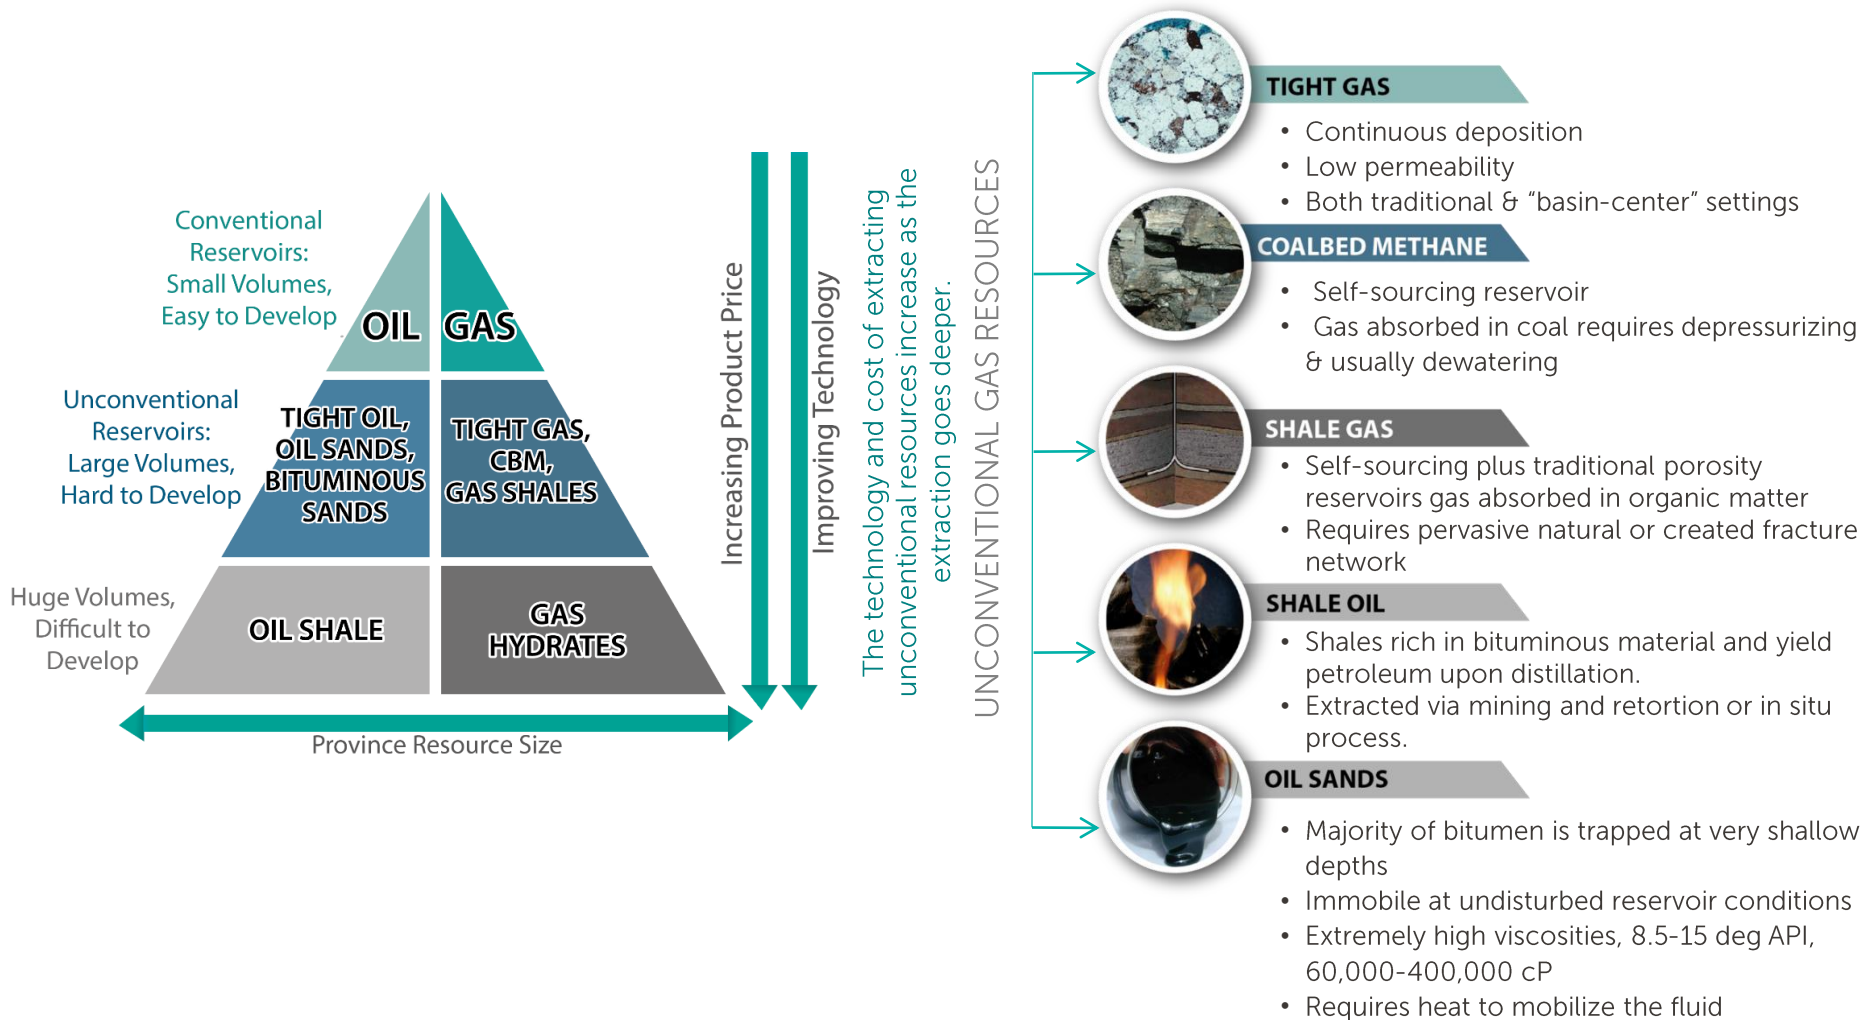 Conventional
Reservoirs:
Small Volumes,
Easy to Develop
OIL
GAS
Unconventional
Reservoirs:
Large Volumes,
Hard to Develop
TIGHT OIL,
OIL SANDS,
BITUMINOUS
SANDS
TIGHT GAS,
CBM,
GAS SHALES
Huge Volumes,
Difficult to
Develop
OIL SHALE
GAS
HYDRATES
Province Resource Size
Increasing Product Price
Improving Technology
The technology and cost of extracting
unconventional resources increase as the
extraction goes deeper.
UNCONVENTIONAL GAS RESOURCES
TIGHT GAS
• Continuous deposition
• Low permeability
• Both traditional & “basin-center” settings
COALBED METHANE
• Self-sourcing reservoir
• Gas absorbed in coal requires depressurizing
& usually dewatering
SHALE GAS
• Self-sourcing plus traditional porosity
reservoirs gas absorbed in organic matter
• Requires pervasive natural or created fracture
network
SHALE OIL
• Shales rich in bituminous material and yield
petroleum upon distillation.
• Extracted via mining and retortion or in situ
process.
OIL SANDS
• Majority of bitumen is trapped at very shallow
depths
• Immobile at undisturbed reservoir conditions
• Extremely high viscosities, 8.5-15 deg API,
60,000-400,000 cP
• Requires heat to mobilize the fluid